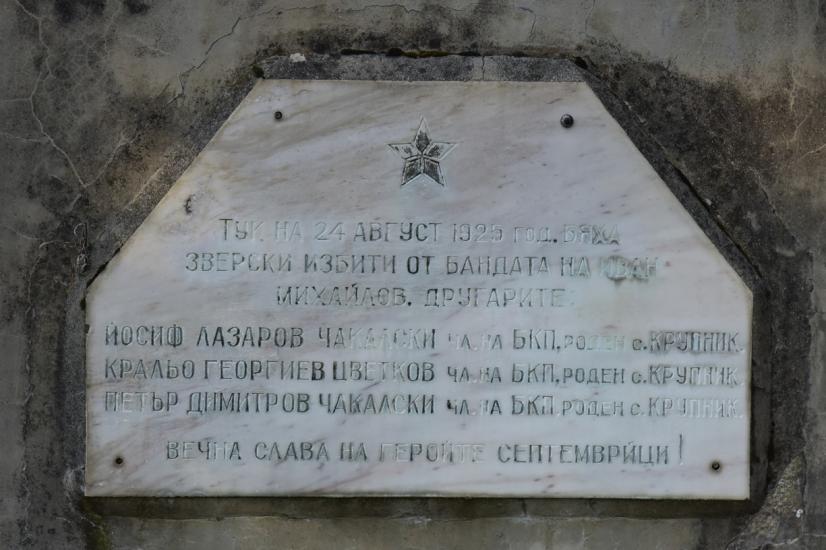 Тук на 24 август 1925 год. бяха
зверски избити от бандата на Иван
Михайлов, другарите:
Йосиф Лазаров Чакалски чл. на БКП, роден с. Крупник.
Кральо Георгиев Цветков чл. на БКП, роден с. Крупник.
Петър Димитров Чакалски чл. на БКП, роден с. Крупник.
Вечна слава на геройте септемврийци!